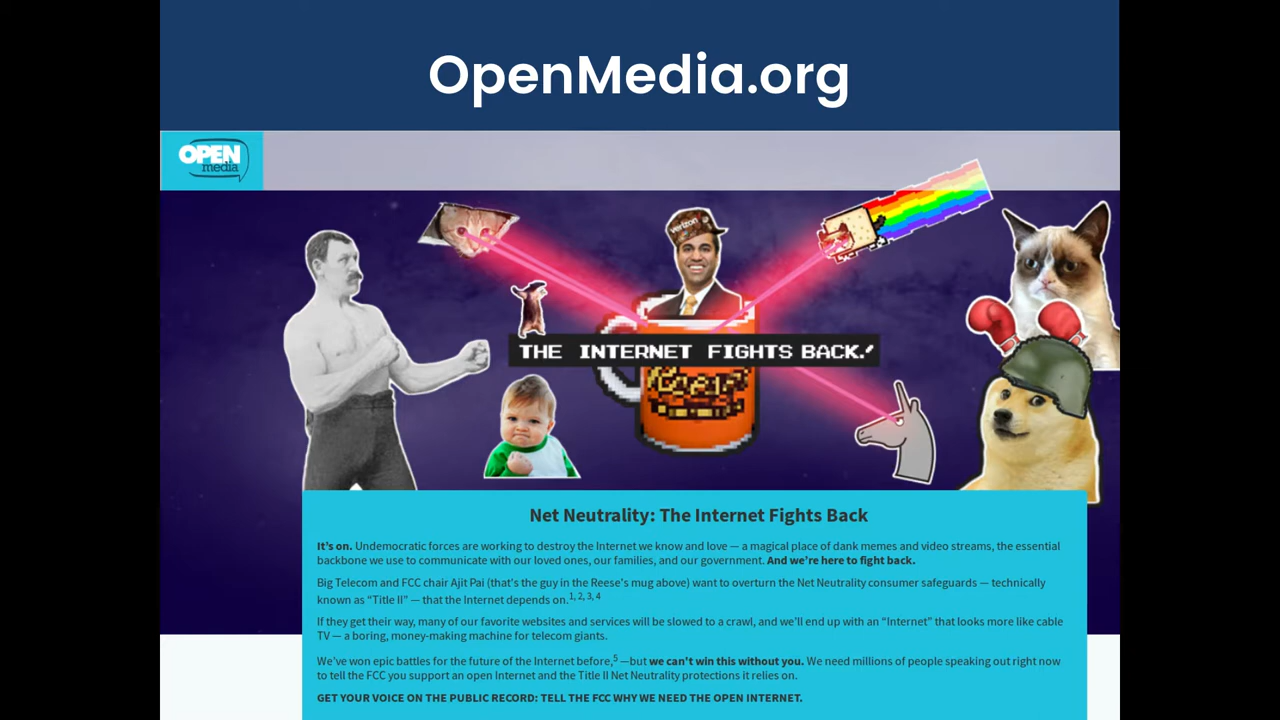 OpenMedia.org
OPEN
media
verizon
THE INTERNET FIGHTS BACK!
Reese's
Net Neutrality: The Internet Fights Back
It's on. Undemocratic forces are working to destroy the Internet we know and love — a magical place of dank memes and video streams, the essential
backbone we use to communicate with our loved ones, our families, and our government. And we're here to fight back.
Big Telecom and FCC chair Ajit Pai (that's the guy in the Reese's mug above) want to overturn the Net Neutrality consumer safeguards — technically
known as “Title II” — that the Internet depends on.1, 2, 3, 4
If they get their way, many of our favorite websites and services will be slowed to a crawl, and we'll end up with an “Internet” that looks more like cable
TV — a boring, money-making machine for telecom giants.
We've won epic battles for the future of the Internet before,5 —but we can't win this without you. We need millions of people speaking out right now
to tell the FCC you support an open Internet and the Title II Net Neutrality protections it relies on.
GET YOUR VOICE ON THE PUBLIC RECORD: TELL THE FCC WHY WE NEED THE OPEN INTERNET.